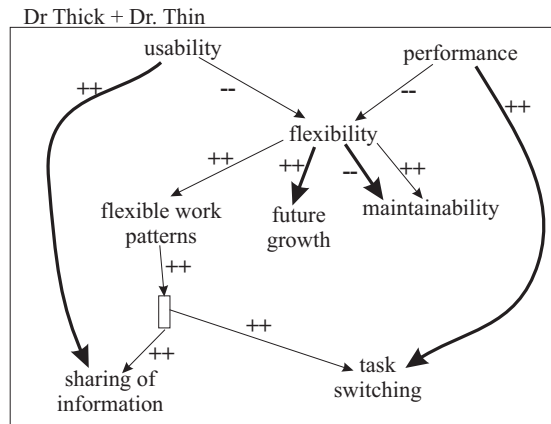 Dr Thick + Dr. Thin
usability
performance
++
--
--
++
flexibility
++
++
--
++
flexible work
patterns
future
growth
maintainability
++
++
++
sharing of
information
task
switching